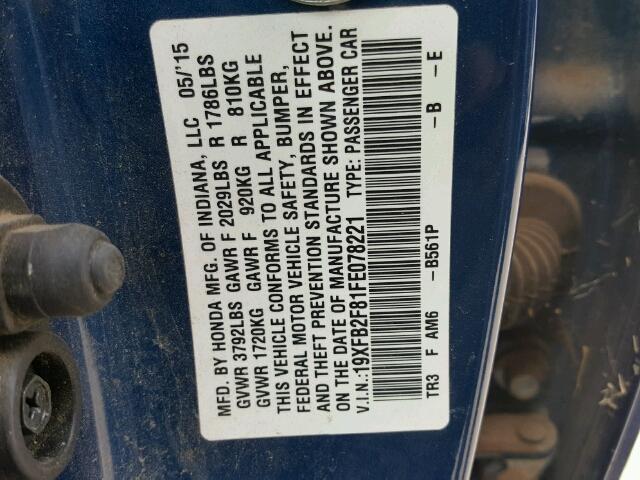 MFD. BY HONDA MFG. OF INDIANA, LLC 05/'15
GVWR 3792LBS GAWR F 2029LBS R 1786LBS
GVWR 1720KG GAWR F 920KG R 810KG
THIS VEHICLE CONFORMS TO ALL APPLICABLE
FEDERAL MOTOR VEHICLE SAFETY, BUMPER,
AND THEFT PREVENTION STANDARDS IN EFFECT
ON THE DATE OF MANUFACTURE SHOWN ABOVE.
V.I.N.:19XFB2F81FE079221 TYPE: PASSENGER CAR
TR3 F AM6 –B561P –B –E